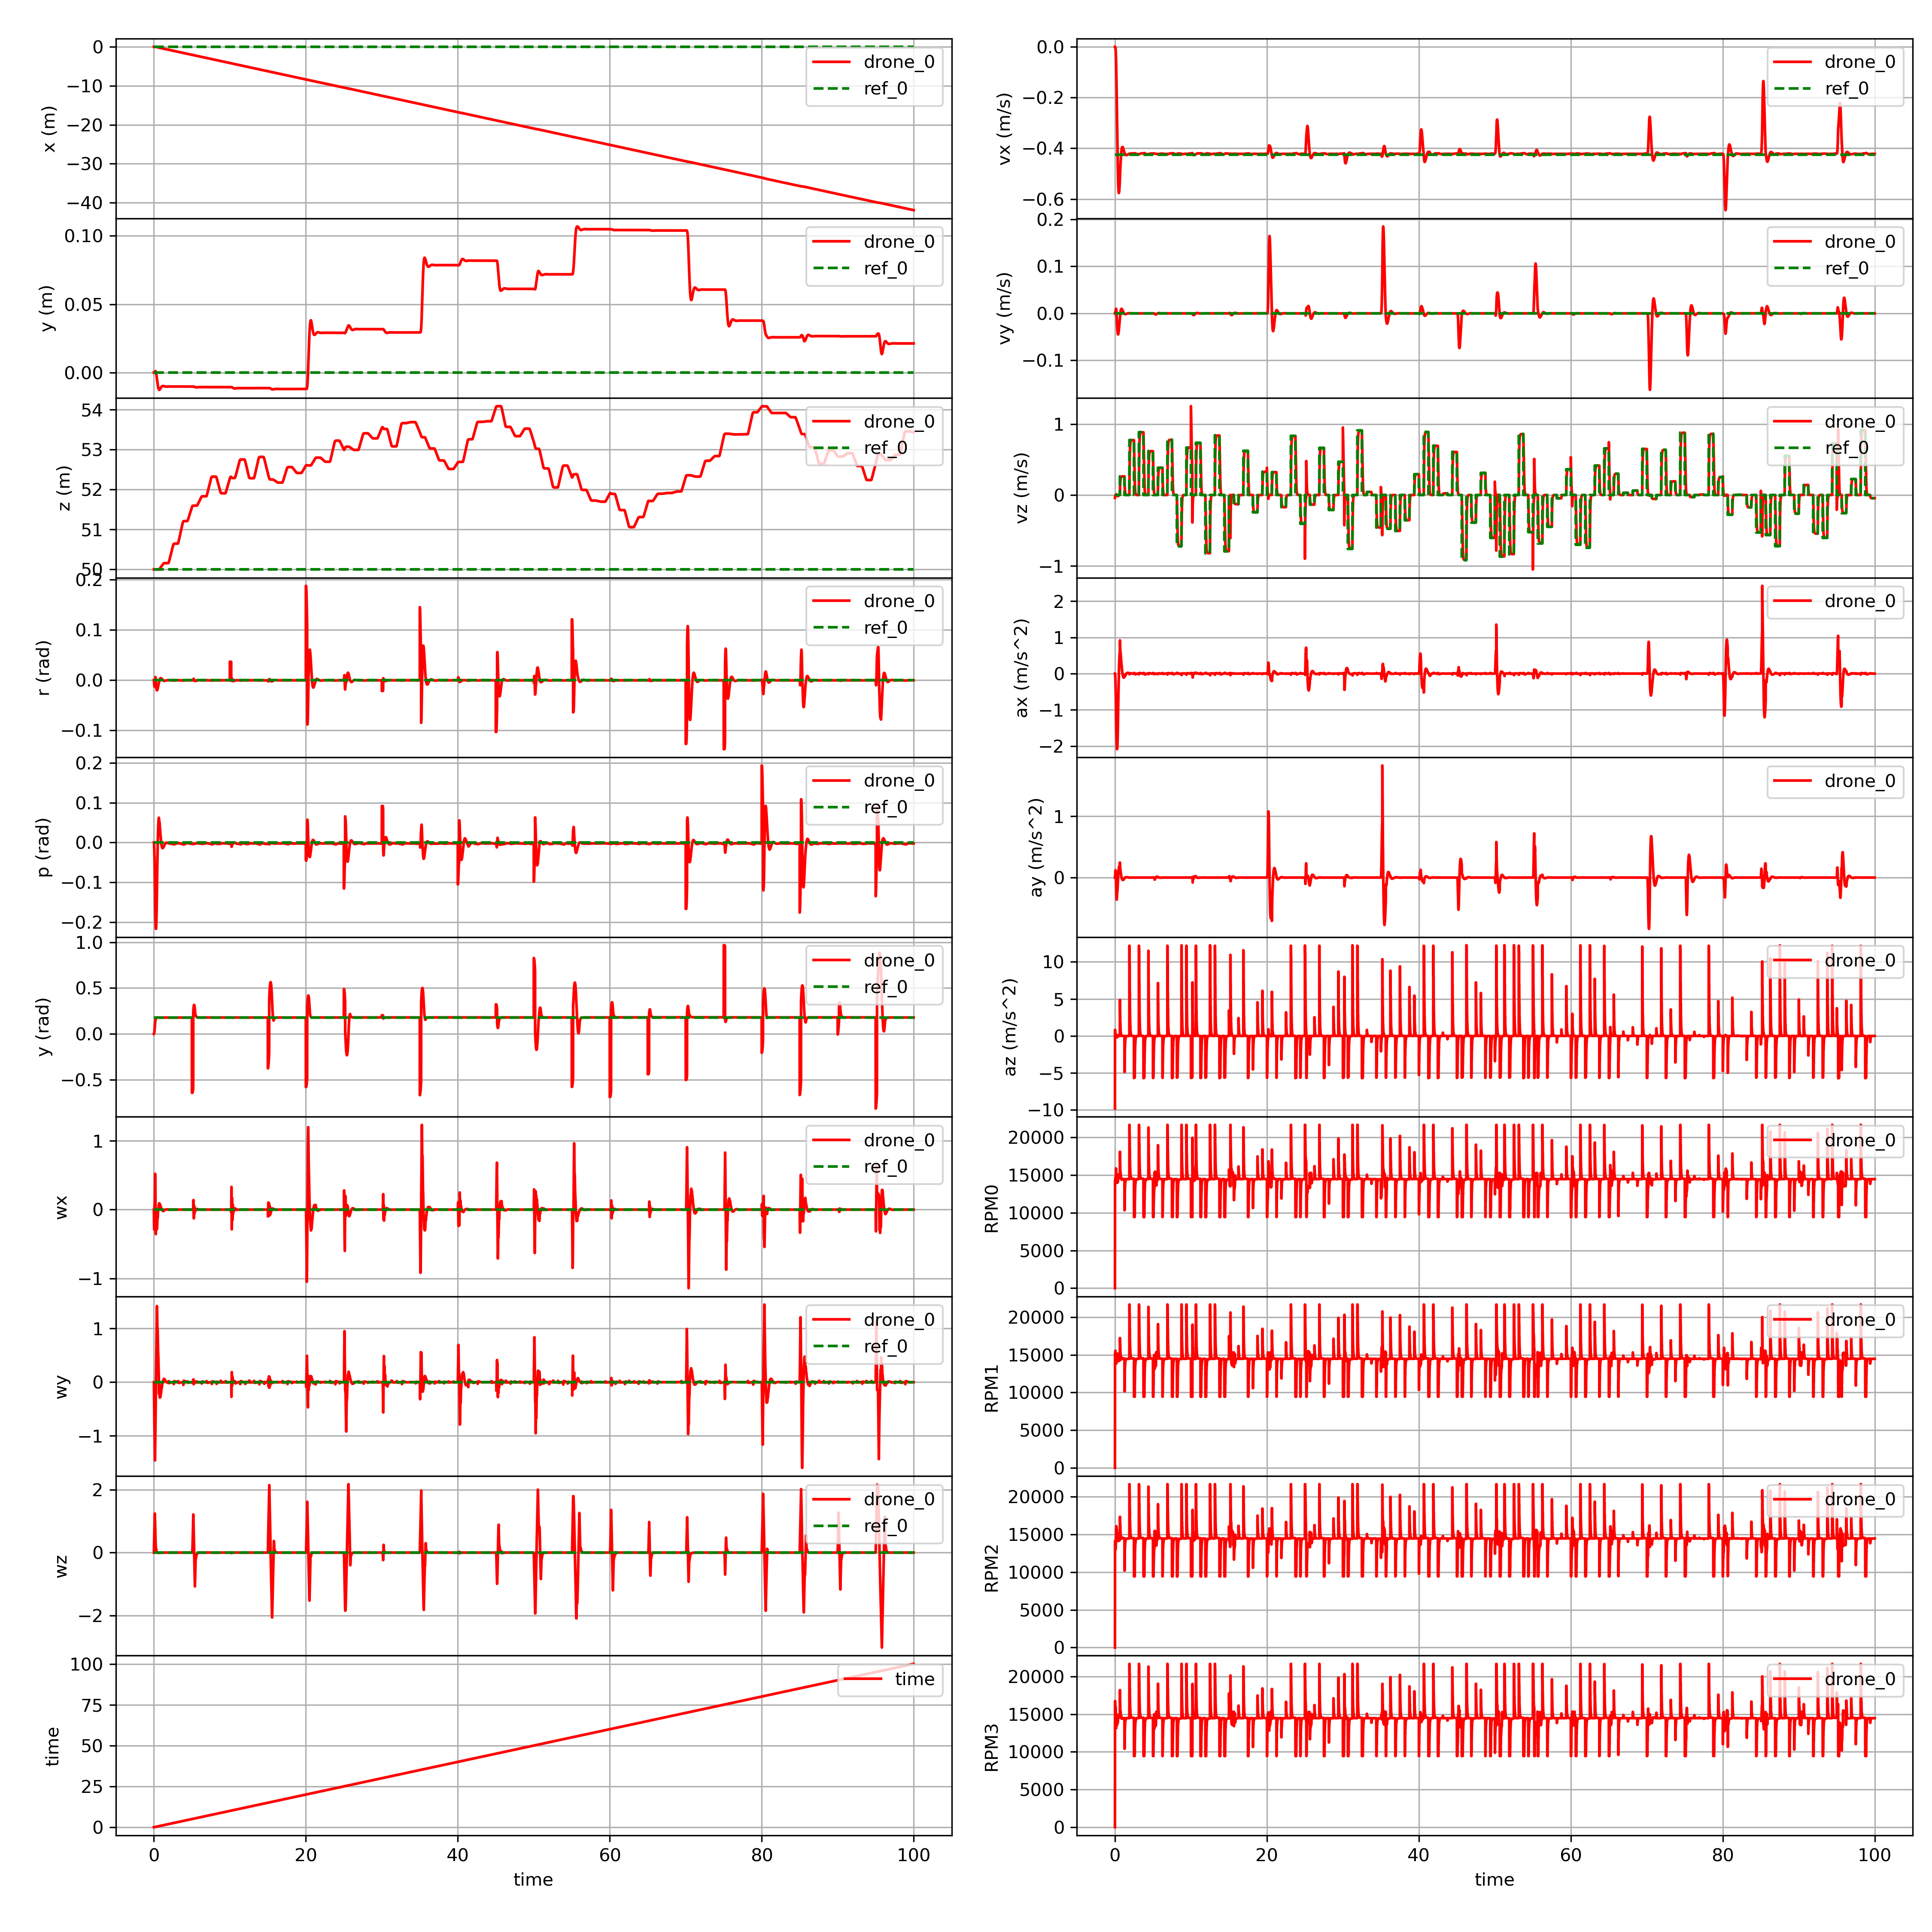 0
−10
−20
−30
−40
x (m)
drone_0
ref_0
0.10
0.05
0.00
y (m)
drone_0
ref_0
54
53
52
51
50
z (m)
drone_0
ref_0
0.2
0.1
0.0
−0.1
r (rad)
drone_0
ref_0
0.2
0.1
0.0
−0.1
−0.2
p (rad)
drone_0
ref_0
1.0
0.5
0.0
−0.5
y (rad)
drone_0
ref_0
1
0
−1
wx
drone_0
ref_0
1
0
−1
wy
drone_0
ref_0
2
0
−2
wz
drone_0
ref_0
100
75
50
25
0
time
time
0 20 40 60 80 100
time
0.0
−0.2
−0.4
−0.6
vx (m/s)
drone_0
ref_0
0.2
0.1
0.0
−0.1
vy (m/s)
drone_0
ref_0
1
0
−1
vz (m/s)
drone_0
ref_0
2
1
0
−1
−2
ax (m/s^2)
drone_0
1
0
ay (m/s^2)
drone_0
10
5
0
−5
−10
az (m/s^2)
drone_0
20000
15000
10000
5000
0
RPM0
drone_0
20000
15000
10000
5000
0
RPM1
drone_0
20000
15000
10000
5000
0
RPM2
drone_0
20000
15000
10000
5000
0
RPM3
drone_0
0 20 40 60 80 100
time